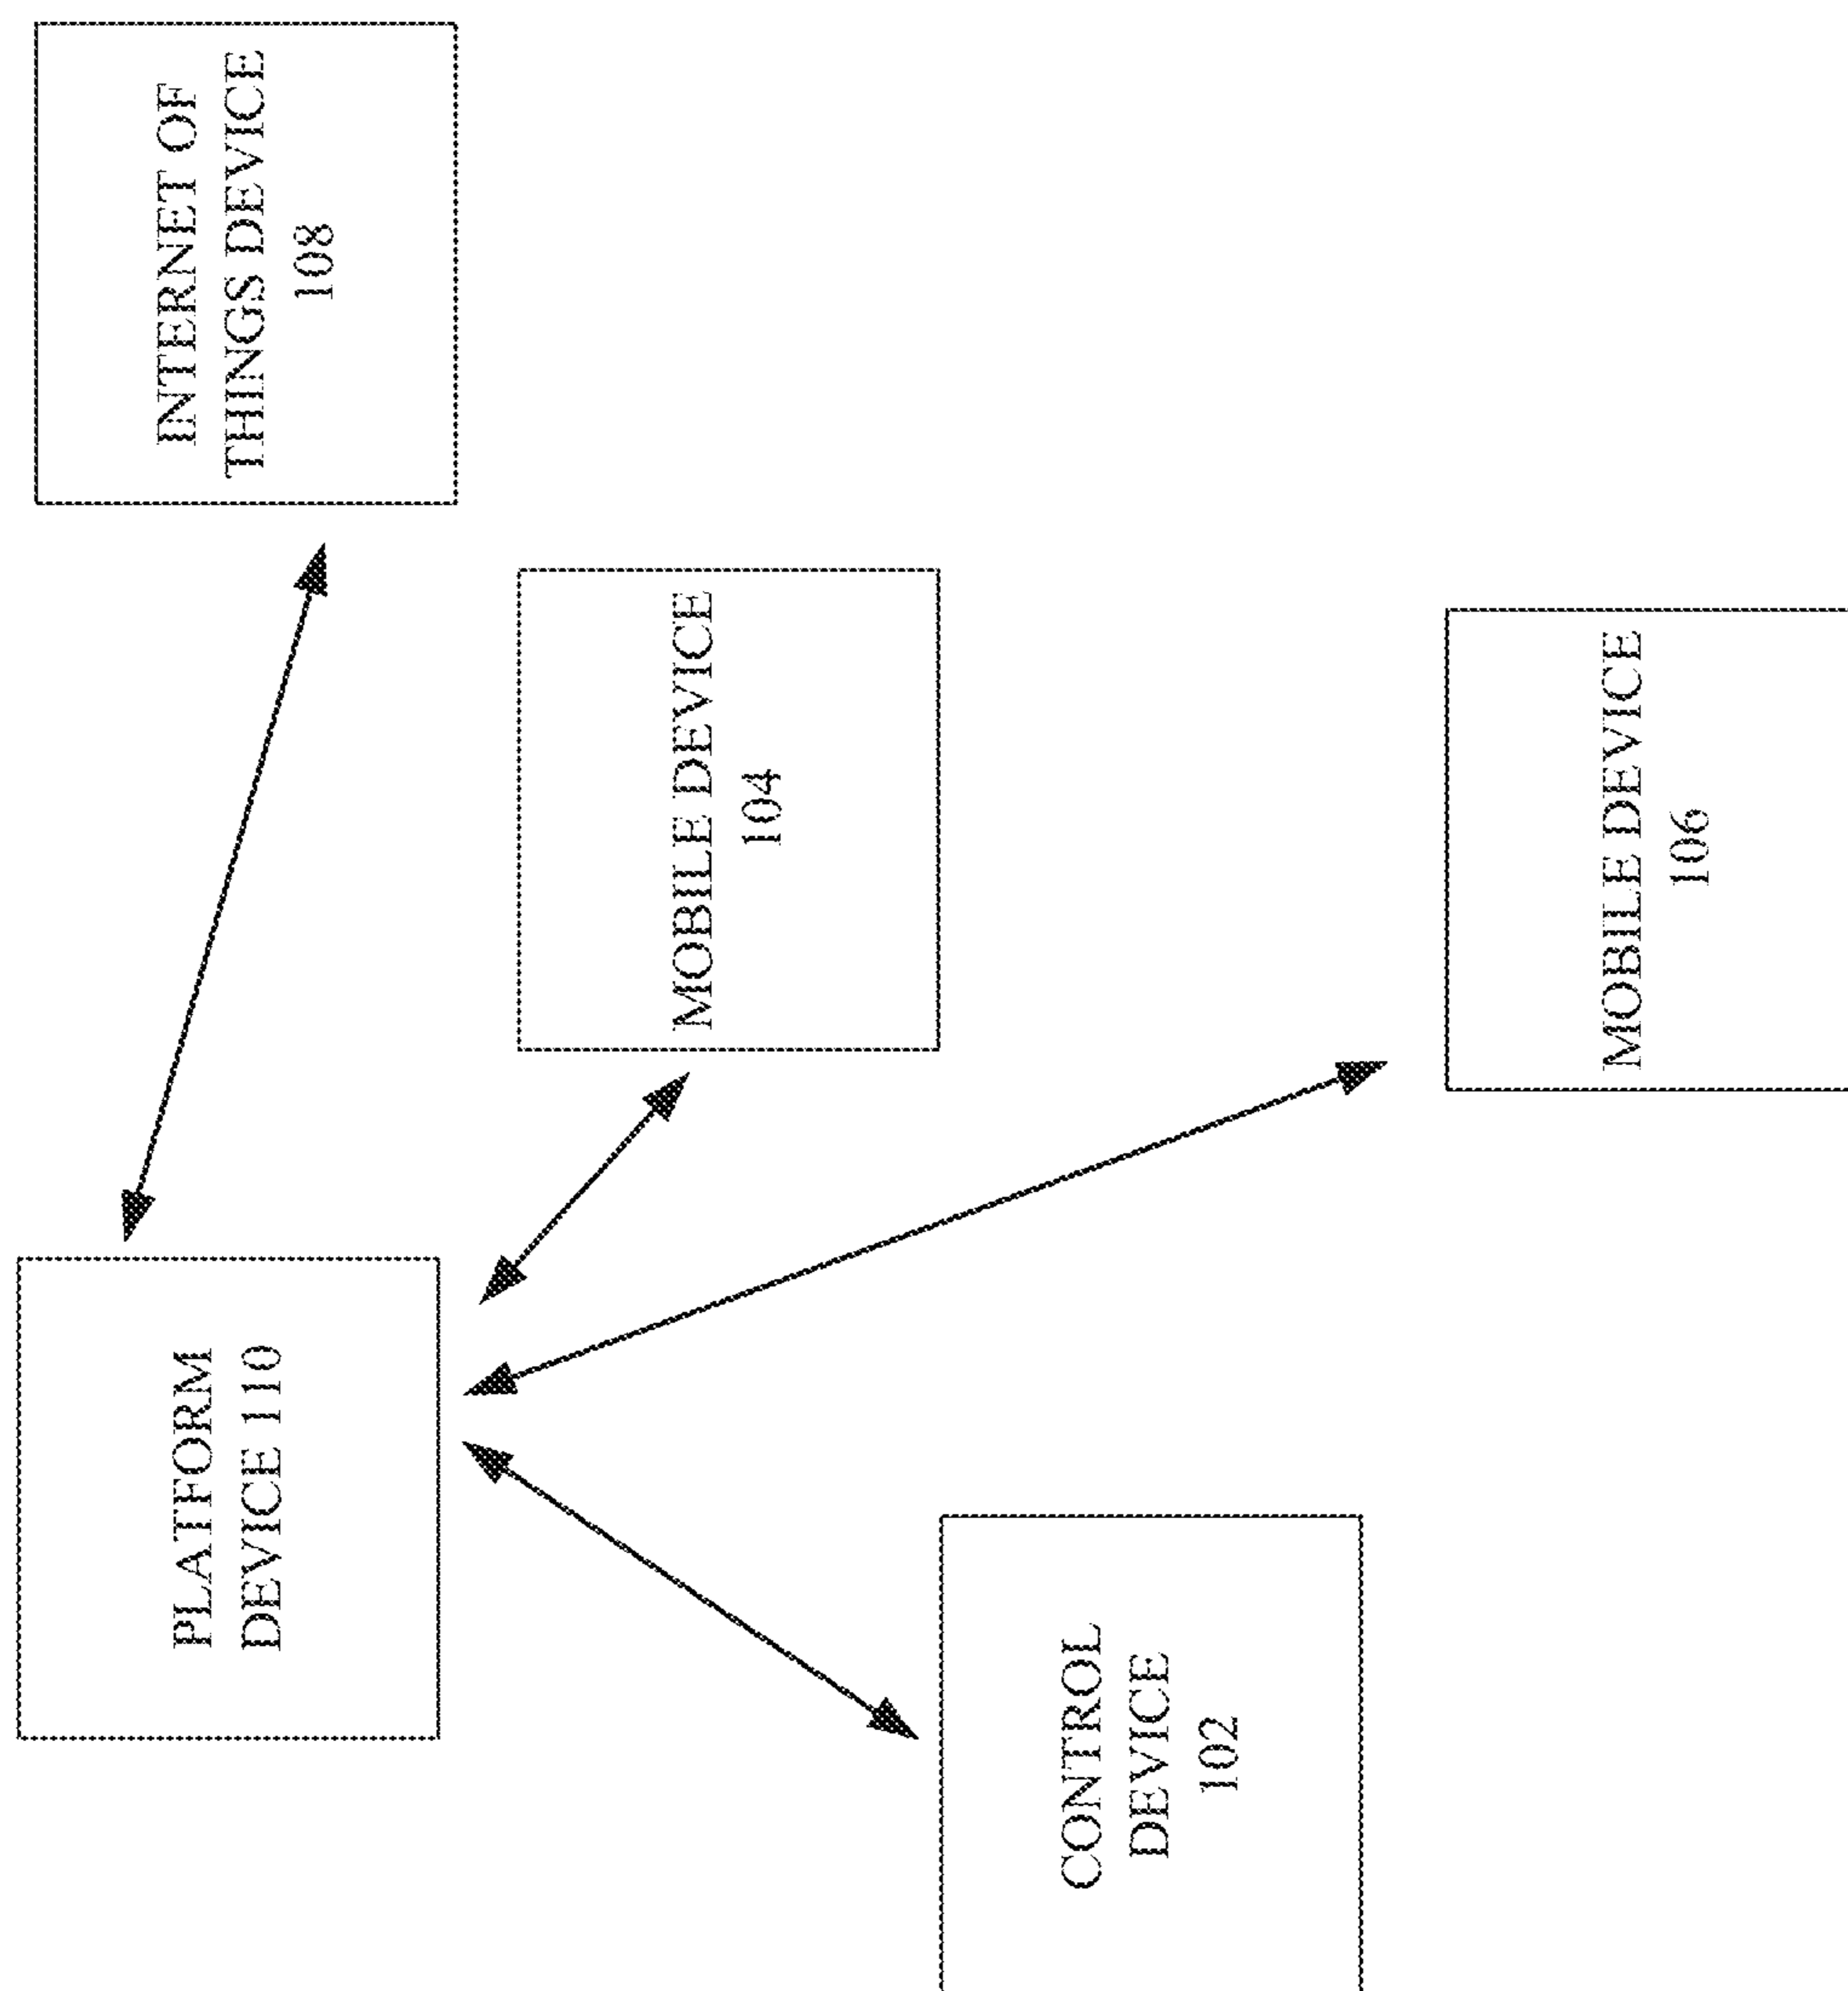 PLATFORM
DEVICE 110
INTERNET OF
THINGS DEVICE
108
MOBILE DEVICE
104
CONTROL
DEVICE
102
MOBILE DEVICE
106